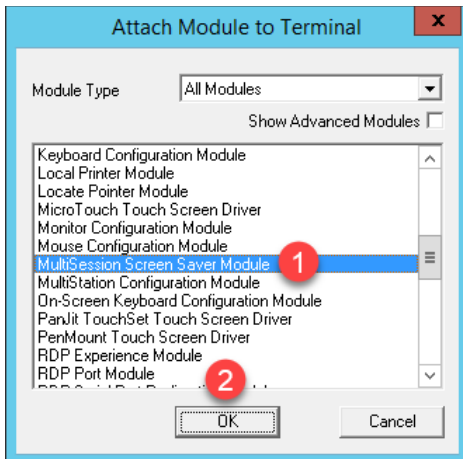 Attach Module to Terminal
x
Module Type
All Modules
Show Advanced Modules
Keyboard Configuration Module
Local Printer Module
Locate Pointer Module
MicroTouch Touch Screen Driver
Monitor Configuration Module
Mouse Configuration Module
MultiSession Screen Saver Module 1
MultiStation Configuration Module
On-Screen Keyboard Configuration Module
PanJit TouchSet Touch Screen Driver
PenMount Touch Screen Driver
RDP Experience Module
RDP Port Module
2
OK
Cancel